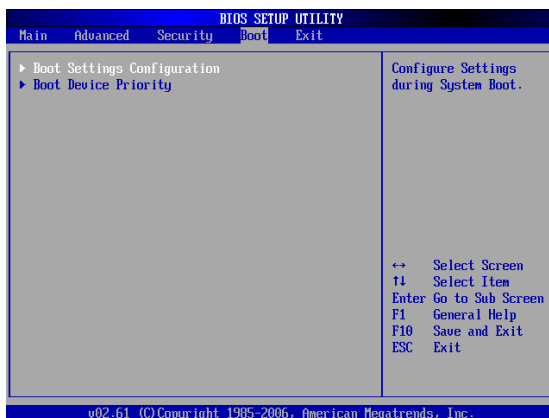 BIOS SETUP UTILITY
Main Advanced Security Boot Exit
▶ Boot Settings Configuration
▶ Boot Device Priority
Configure Settings
during System Boot.
↔ Select Screen
↑↓ Select Item
Enter Go to Sub Screen
F1 General Help
F10 Save and Exit
ESC Exit
v02.61 (C)Copyright 1985-2006, American Megatrends, Inc.